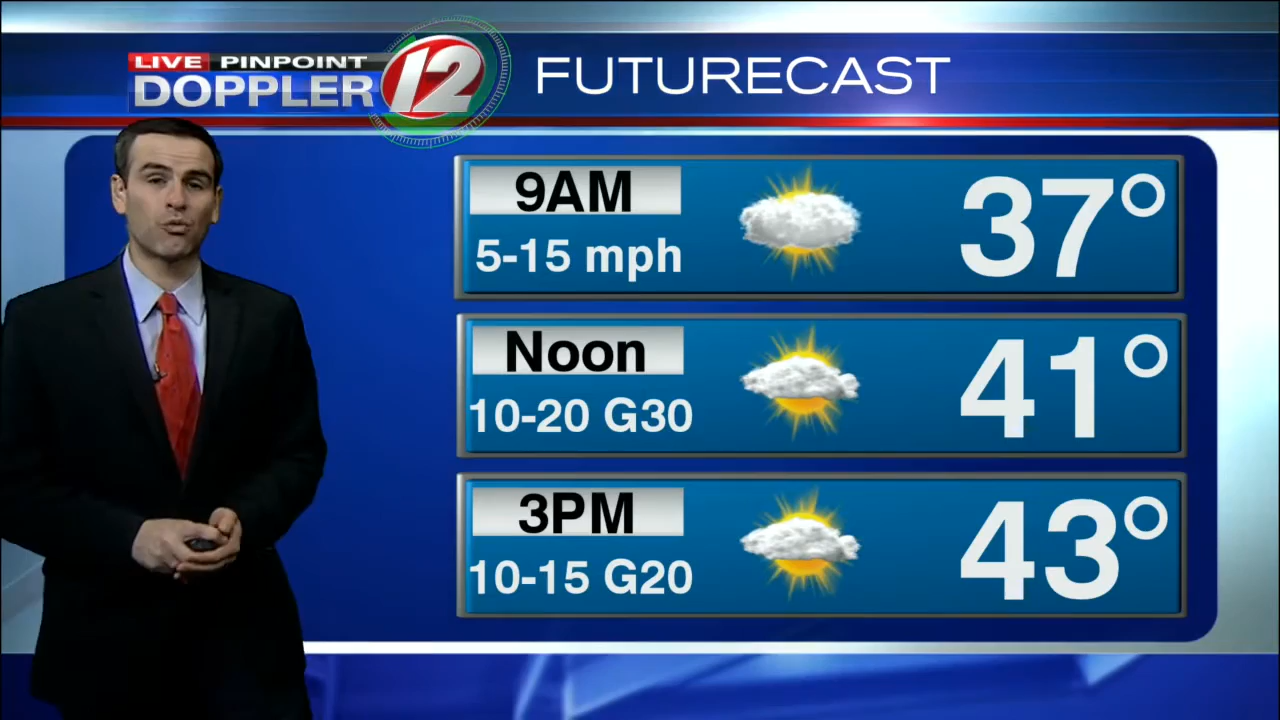 LIVE PINPOINT
DOPPLER 12
FUTURECAST
9AM
5-15 mph
37°
Noon
10-20 G30
41°
3PM
10-15 G20
43°